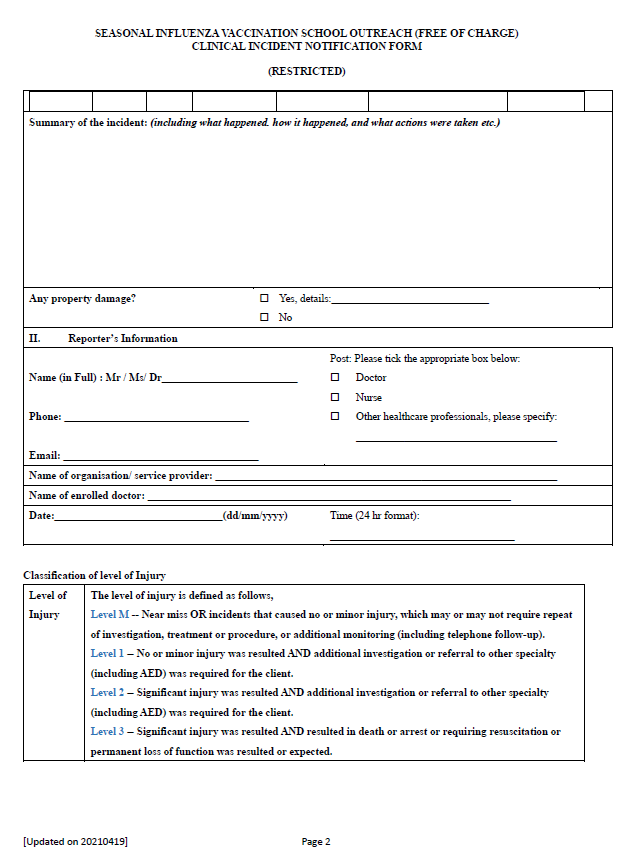 SEASONAL INFLUENZA VACCINATION SCHOOL OUTREACH (FREE OF CHARGE)
CLINICAL INCIDENT NOTIFICATION FORM
(RESTRICTED)
Summary of the incident: (including what happened. how it happened, and what actions were taken etc.)
Any property damage?
☐ Yes, details:______________________________
☐ No
II. Reporter's Information
Post: Please tick the appropriate box below:
Name (in Full) : Mr / Ms/ Dr__________________________
☐ Doctor
☐ Nurse
Phone: ___________________________________
☐ Other healthcare professionals, please specify:
______________________________________
Email: _____________________________________
Name of organisation/ service provider: _________________________________________________________________
Name of enrolled doctor: _____________________________________________________________________
Date:________________________________(dd/mm/yyyy)
Time (24 hr format):
___________________________________
Classification of level of Injury
Level of
Injury
The level of injury is defined as follows,
Level M -- Near miss OR incidents that caused no or minor injury, which may or may not require repeat
of investigation, treatment or procedure, or additional monitoring (including telephone follow-up).
Level 1 – No or minor injury was resulted AND additional investigation or referral to other specialty
(including AED) was required for the client.
Level 2 – Significant injury was resulted AND additional investigation or referral to other specialty
(including AED) was required for the client.
Level 3 – Significant injury was resulted AND resulted in death or arrest or requiring resuscitation or
permanent loss of function was resulted or expected.
[Updated on 20210419]
Page 2